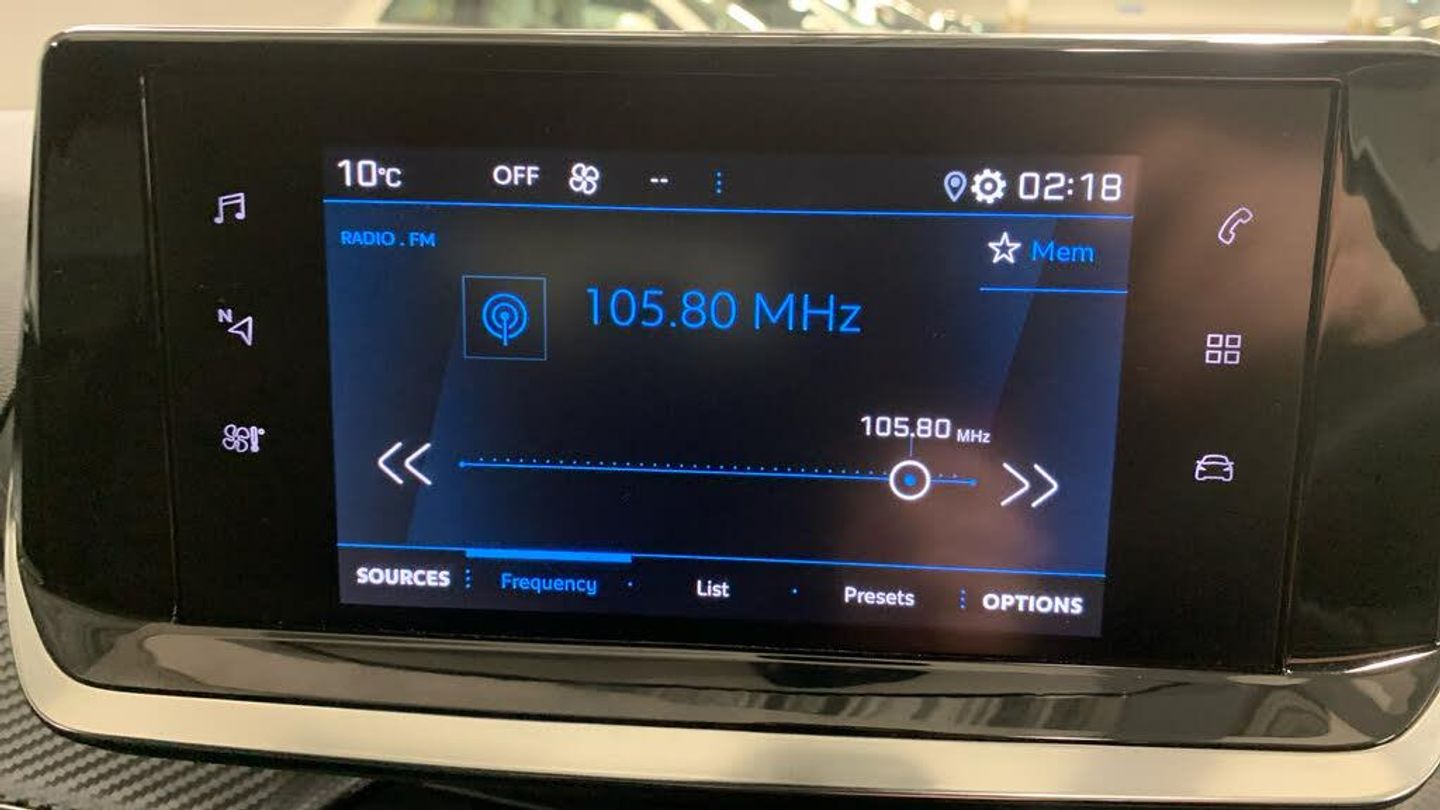 10°C OFF -- 02:18
RADIO . FM
Mem
105.80 MHz
N
105.80 MHz
SOURCES Frequency List Presets OPTIONS